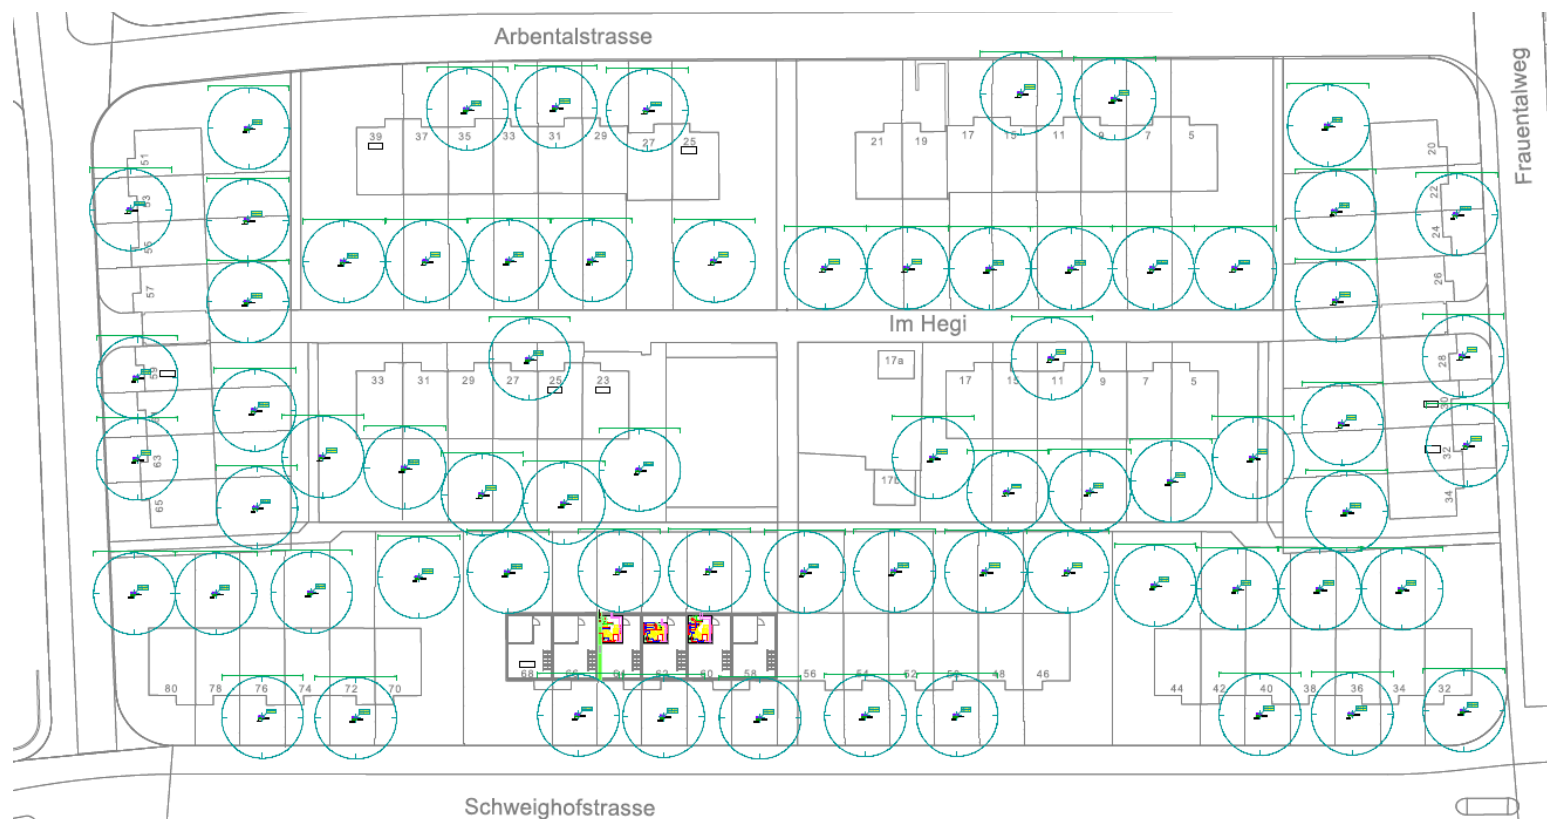 Arbentalstrasse
Frauentalweg
39 37 35 33 31 29 27 25
21 19 17 15 11 9 7 5
51
53
55
57
20
22
24
26
Im Hegi
33 31 29 27 25 23
17a
17 15 11 9 7 5
17b
59
63
65
28
30
32
34
80 78 76 74 72 70
68 66 64 62 60 58 56 54 52 50 48 46
44 42 40 38 36 34 32
Schweighofstrasse